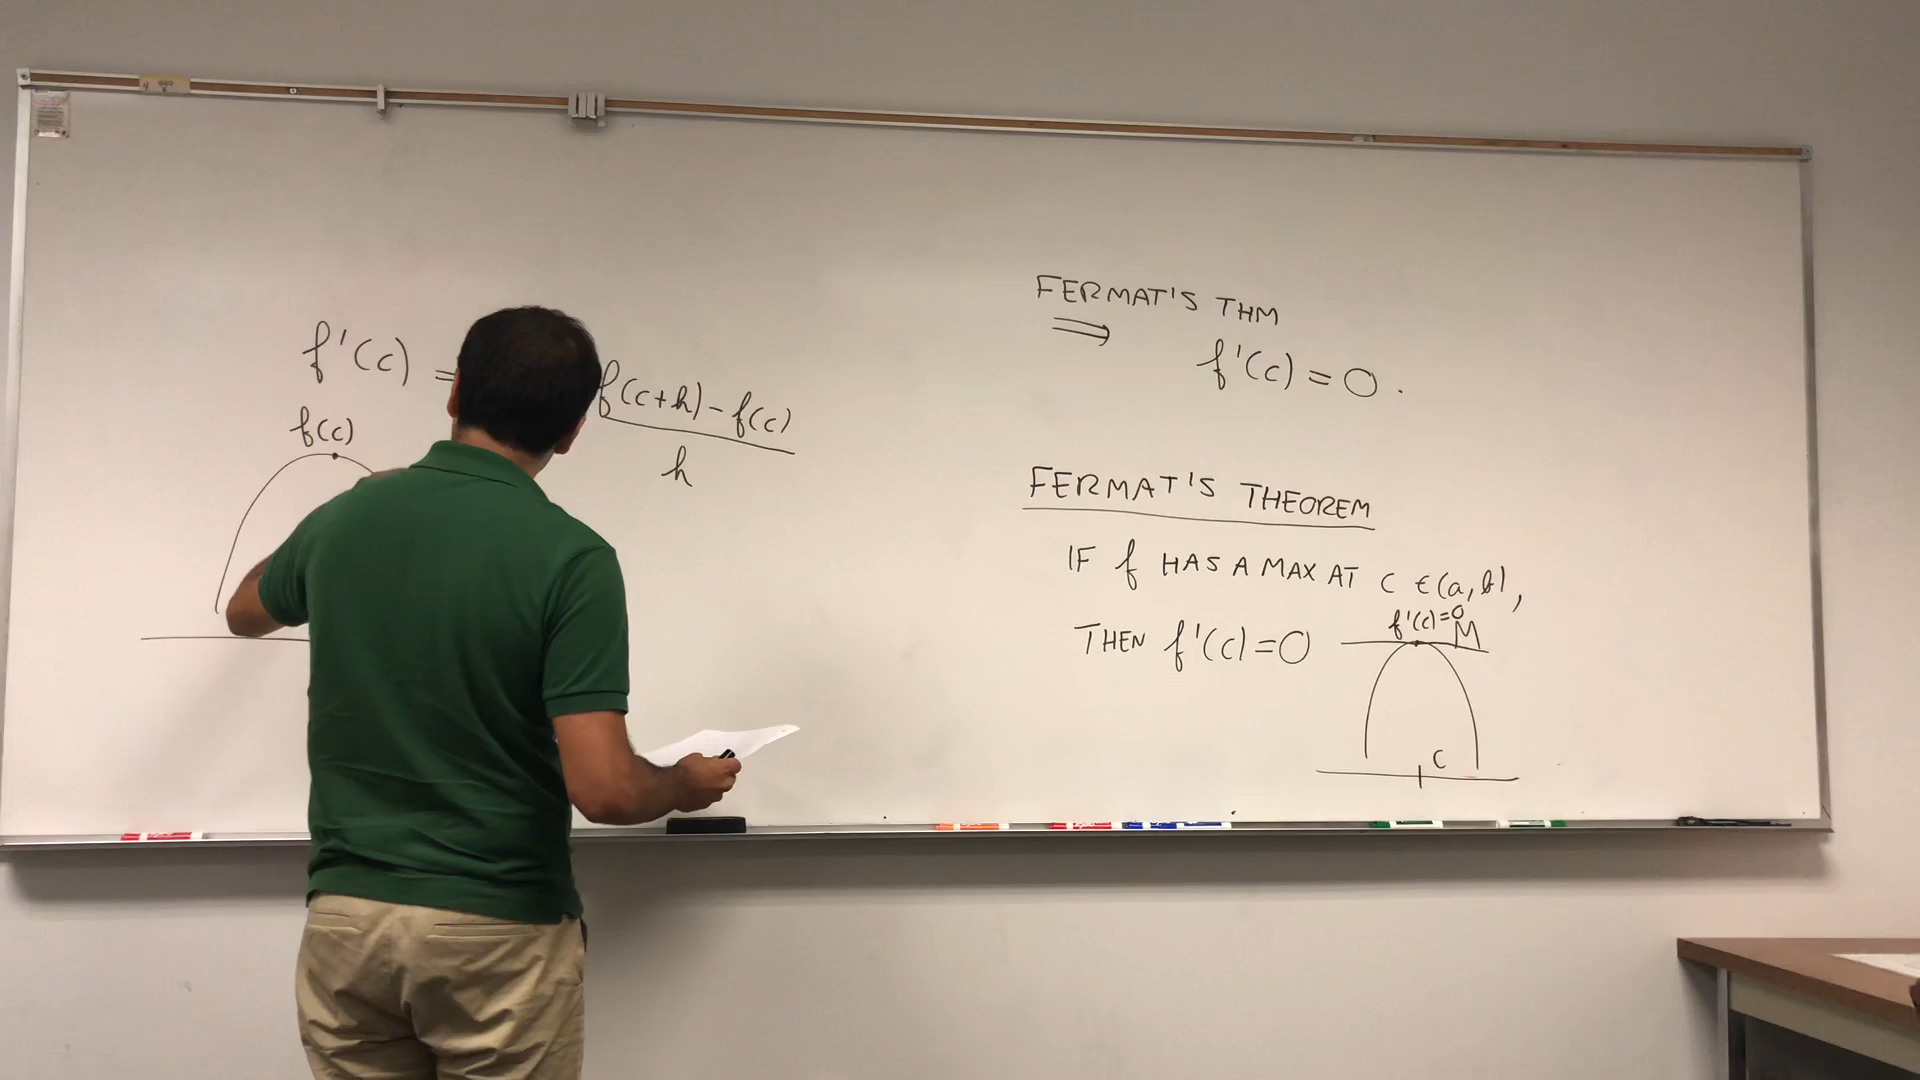 f'(c) =
f(c+h) - f(c)
h
f(c)
FERMAT'S THM
⟹ f'(c) = 0.
FERMAT'S THEOREM
IF f HAS A MAX AT C ∈ (a, b),
THEN f'(c) = 0
f'(c)=0
M
C